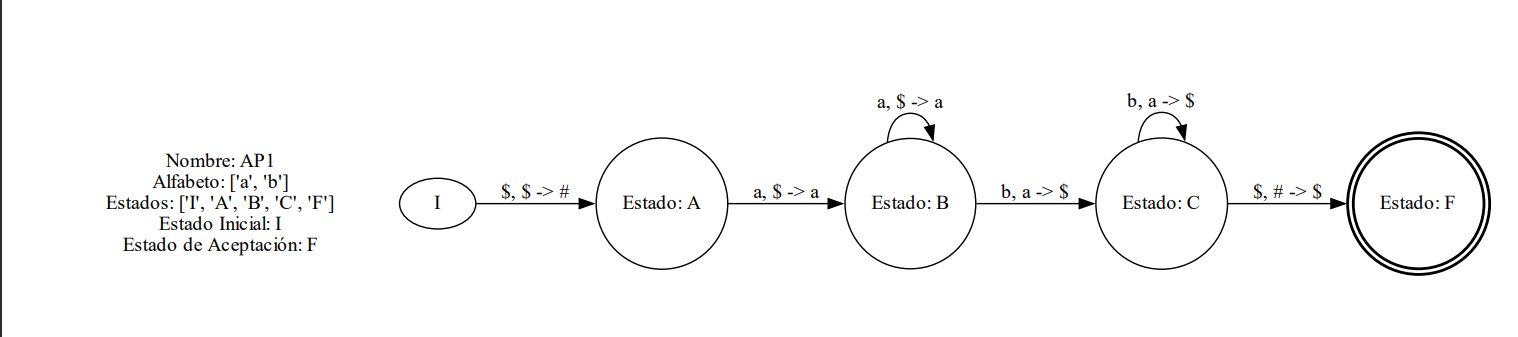 Nombre: AP1
Alfabeto: ['a', 'b']
Estados: ['I', 'A', 'B', 'C', 'F']
Estado Inicial: I
Estado de Aceptación: F
I
$, $ -> #
Estado: A
a, $ -> a
a, $ -> a
Estado: B
b, a -> $
b, a -> $
Estado: C
$, # -> $
Estado: F